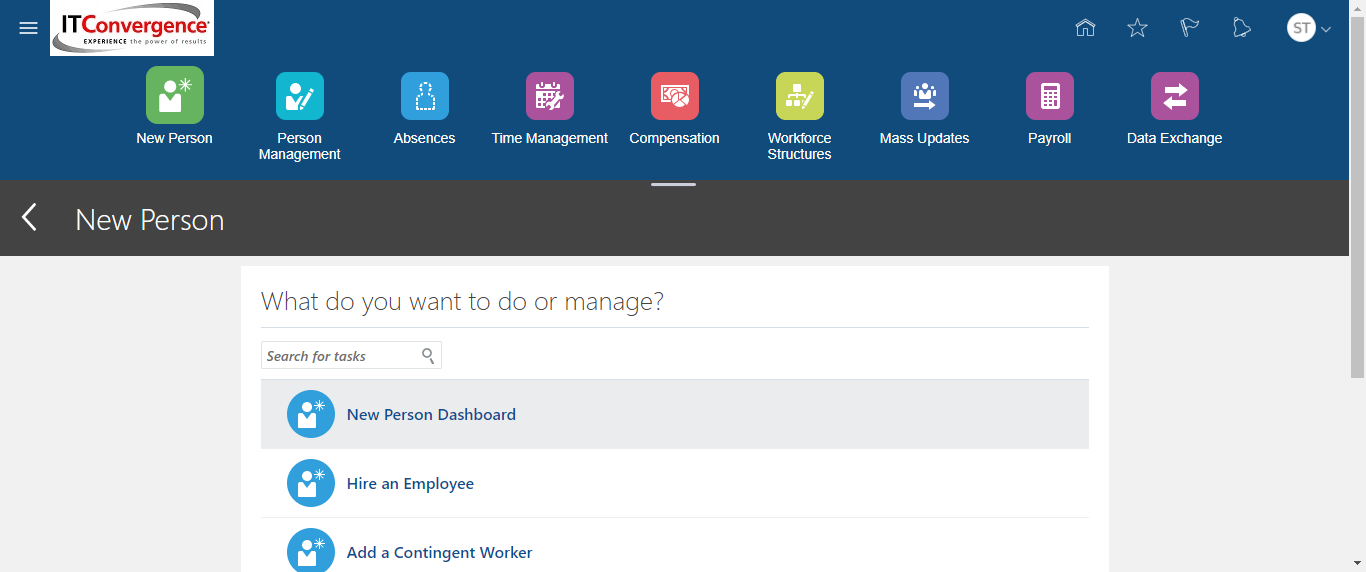 ITConvergence
EXPERIENCE the power of results
ST
New Person
Person
Management
Absences
Time Management
Compensation
Workforce
Structures
Mass Updates
Payroll
Data Exchange
New Person
What do you want to do or manage?
Search for tasks
New Person Dashboard
Hire an Employee
Add a Contingent Worker